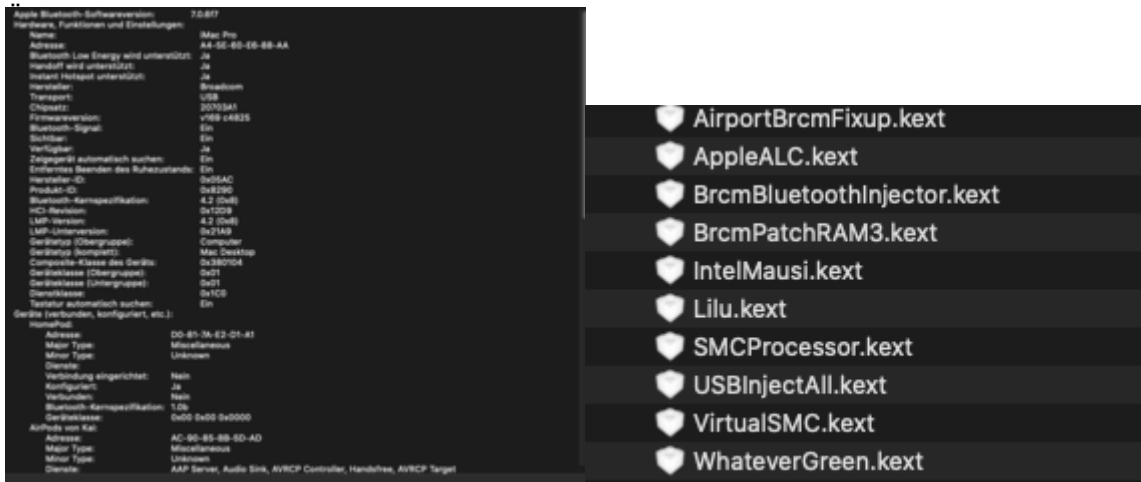 Apple Bluetooth-Softwareversion: 7.0.6f7
Hardware, Funktionen und Einstellungen:
Name: iMac Pro
Adresse: A4-5E-60-E6-88-AA
Bluetooth Low Energy wird unterstützt: Ja
Handoff wird unterstützt: Ja
Instant Hotspot unterstützt: Ja
Hersteller: Broadcom
Transport: USB
Chipsatz: 20703A1
Firmwareversion: v169 c4825
Bluetooth-Signal: Ein
Sichtbar: Ein
Verfügbar: Ja
Zeigegerät automatisch suchen: Ein
Entferntes Beenden des Ruhezustands: Ein
Hersteller-ID: 0x05AC
Produkt-ID: 0x8290
Bluetooth-Kernspezifikation: 4.2 (0x8)
HCI-Revision: 0x12D9
LMP-Version: 4.2 (0x8)
LMP-Unterversion: 0x21A9
Gerätetyp (Obergruppe): Computer
Gerätetyp (komplett): Mac Desktop
Composite-Klasse des Geräts: 0x380104
Geräteklasse (Obergruppe): 0x01
Geräteklasse (Untergruppe): 0x01
Dienstklasse: 0x1C0
Tastatur automatisch suchen: Ein
Geräte (verbunden, konfiguriert, etc.):
HomePod:
Adresse: D0-81-7A-E2-D1-A1
Major Type: Miscellaneous
Minor Type: Unknown
Dienste:
Verbindung eingerichtet: Nein
Konfiguriert: Ja
Verbunden: Nein
Bluetooth-Kernspezifikation: 1.0b
Geräteklasse: 0x00 0x00 0x0000
AirPods von Kai:
Adresse: AC-90-85-8B-5D-AD
Major Type: Miscellaneous
Minor Type: Unknown
Dienste: AAP Server, Audio Sink, AVRCP Controller, Handsfree, AVRCP Target
AirportBrcmFixup.kext
AppleALC.kext
BrcmBluetoothInjector.kext
BrcmPatchRAM3.kext
IntelMausi.kext
Lilu.kext
SMCProcessor.kext
USBInjectAll.kext
VirtualSMC.kext
WhateverGreen.kext